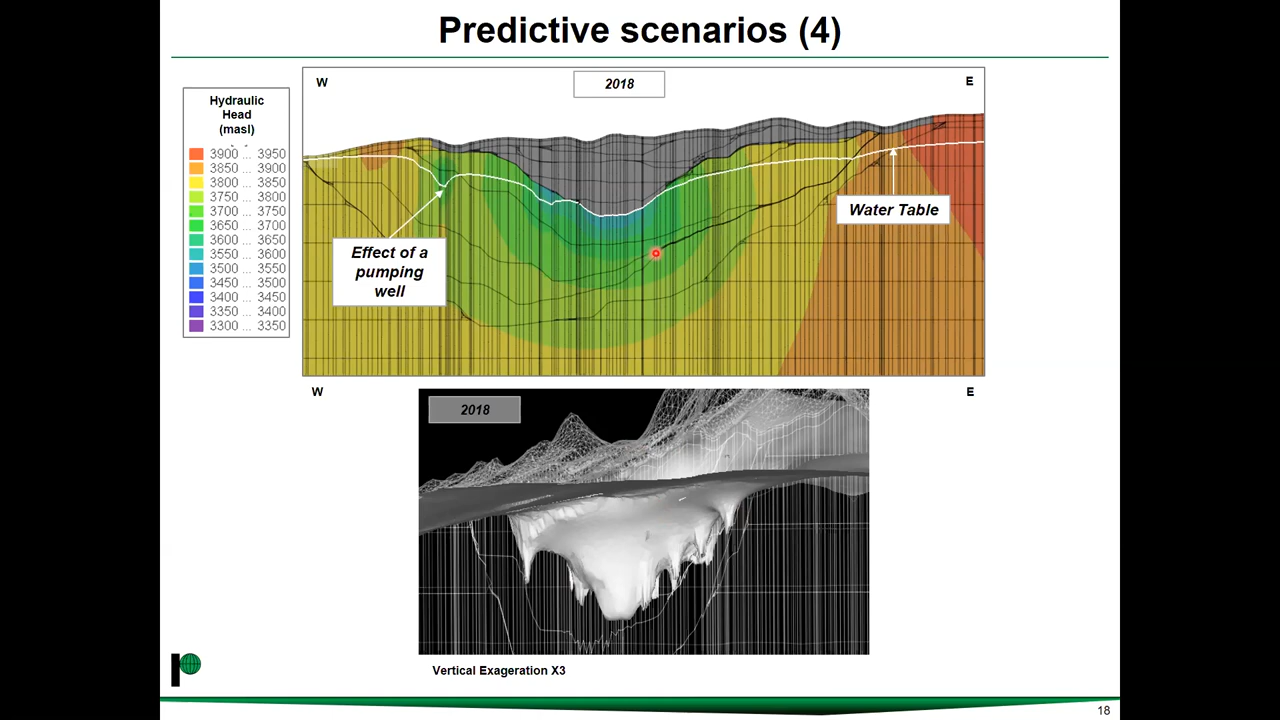 Predictive scenarios (4)
W
2018
E
Hydraulic
Head
(masl)
3900 ... 3950
3850 ... 3900
3800 ... 3850
3750 ... 3800
3700 ... 3750
3650 ... 3700
3600 ... 3650
3550 ... 3600
3500 ... 3550
3450 ... 3500
3400 ... 3450
3350 ... 3400
3300 ... 3350
Effect of a
pumping
well
Water Table
W
E
2018
Vertical Exageration X3
18